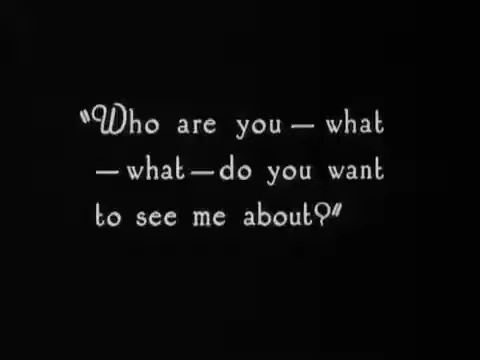 "Who are you — what
— what — do you want
to see me about?"